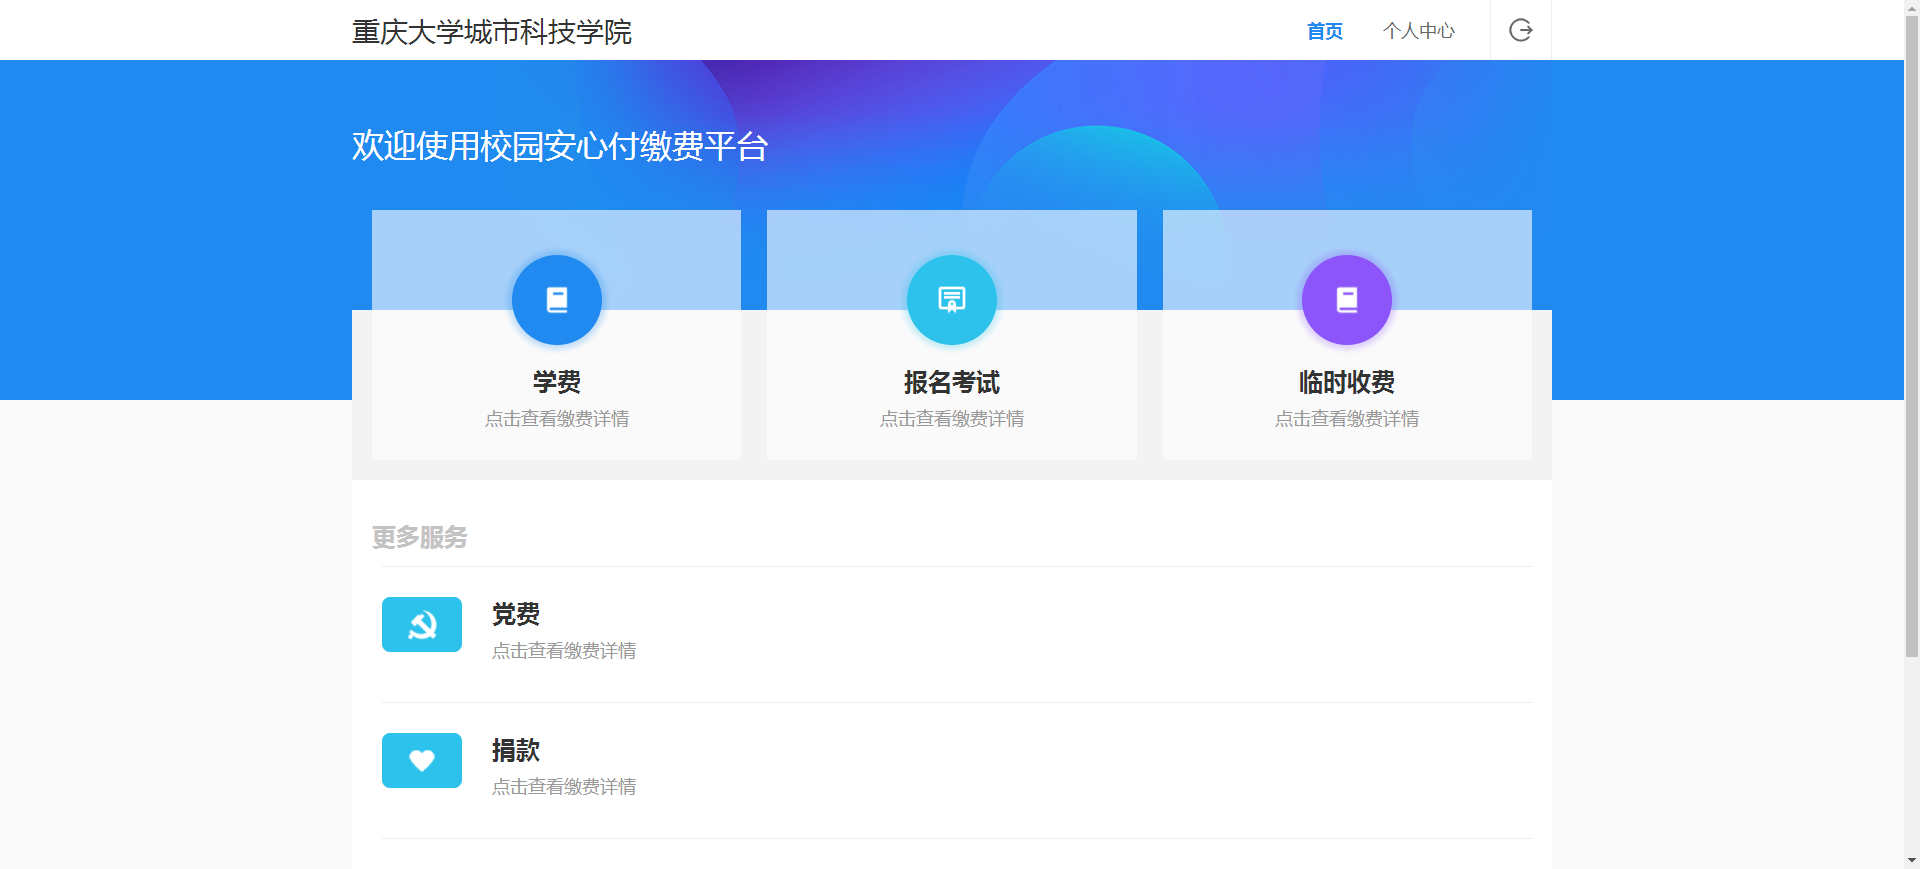 重庆大学城市科技学院
首页
个人中心
欢迎使用校园安心付缴费平台
学费
点击查看缴费详情
报名考试
点击查看缴费详情
临时收费
点击查看缴费详情
更多服务
党费
点击查看缴费详情
捐款
点击查看缴费详情